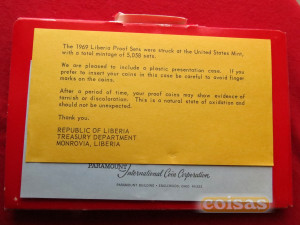 The 1969 Liberia Proof Sets were struck at the United States Mint,
with a total mintage of 5,056 sets.
We are pleased to include a plastic presentation case. If you
prefer to insert your coins in this case be careful to avoid finger
marks on the coins.
After a period of time, your proof coins may show evidence of
tarnish or discoloration. This is a natural state of oxidation and
should not be unexpected.
Thank you.
REPUBLIC OF LIBERIA
TREASURY DEPARTMENT
MONROVIA, LIBERIA
PARAMOUNT
International Coin Corporation
PARAMOUNT BUILDING
coisas